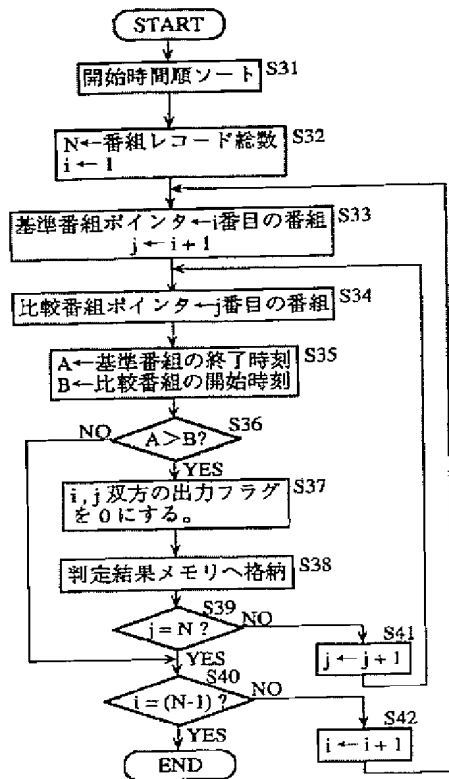 START
開始時間順ソート
S31
N←番組レコード総数
i←1
S32
基準番組ポインタ←i番目の番組
j←i+1
S33
比較番組ポインタ←j番目の番組
S34
A←基準番組の終了時刻
B←比較番組の開始時刻
S35
A>B?
S36
NO
YES
i,j双方の出力フラグ
を0にする。
S37
判定結果メモリへ格納
S38
j=N?
S39
NO
YES
j←j+1
S41
i=(N-1)?
S40
NO
YES
i←i+1
S42
END